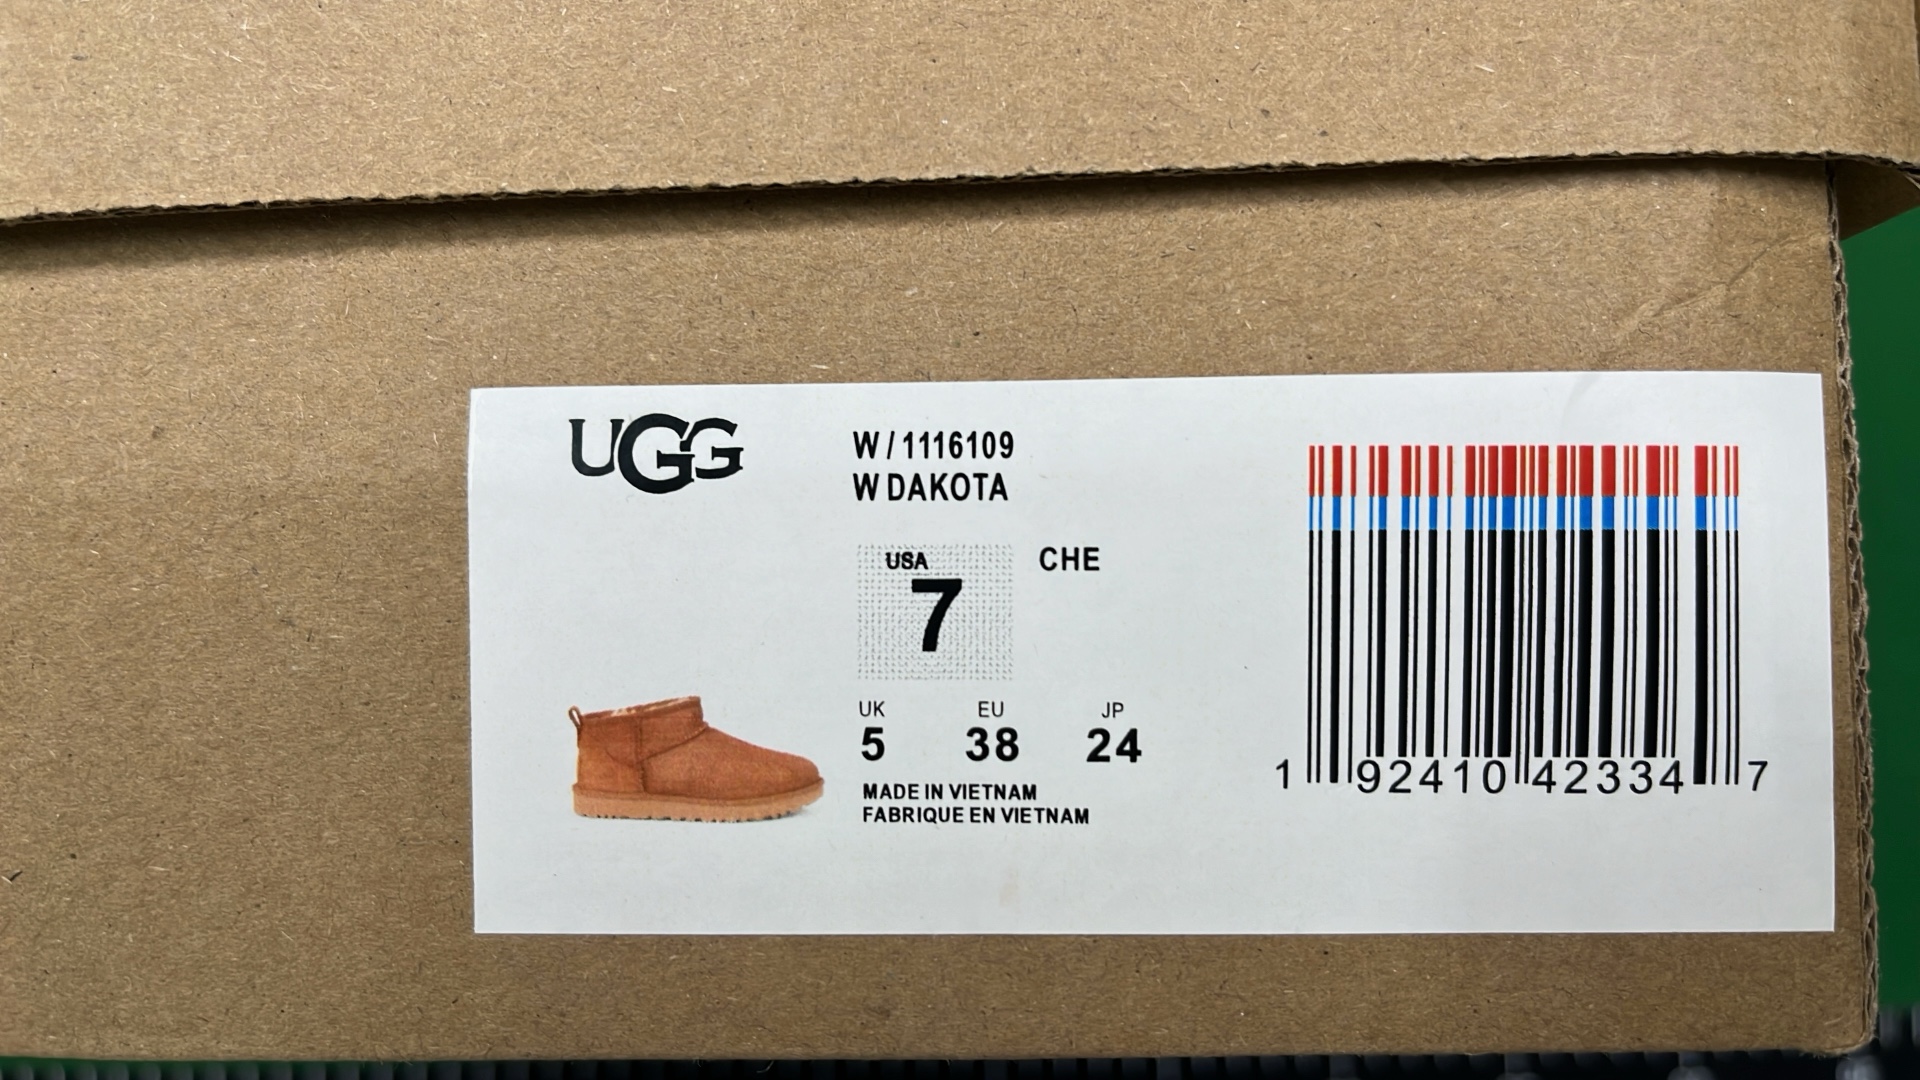 UGG
W / 1116109
W DAKOTA
USA
7
CHE
UK EU JP
5 38 24
MADE IN VIETNAM
FABRIQUE EN VIETNAM
1 92410 42334 7